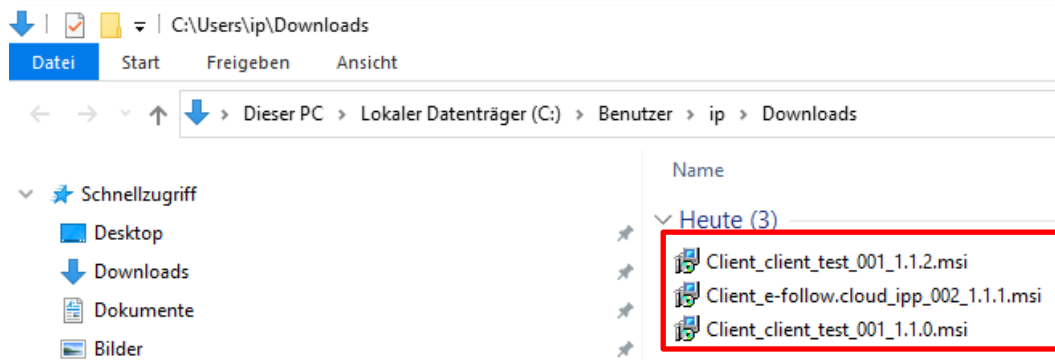 C:\Users\ip\Downloads
Datei Start Freigeben Ansicht
Dieser PC > Lokaler Datenträger (C:) > Benutzer > ip > Downloads
Schnellzugriff
Desktop
Downloads
Dokumente
Bilder
Name
Heute (3)
Client_client_test_001_1.1.2.msi
Client_e-follow.cloud_ipp_002_1.1.1.msi
Client_client_test_001_1.1.0.msi